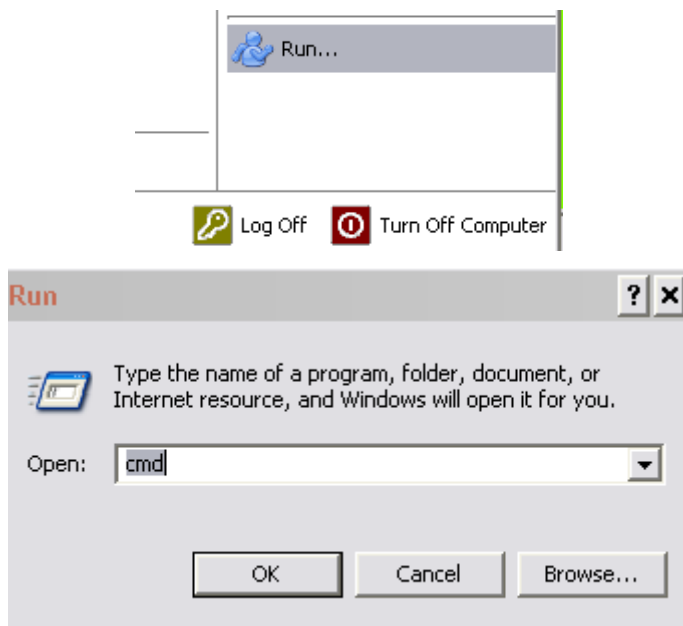 Run...
Log Off Turn Off Computer
Run ? x
Type the name of a program, folder, document, or
Internet resource, and Windows will open it for you.
Open: cmd
OK Cancel Browse...